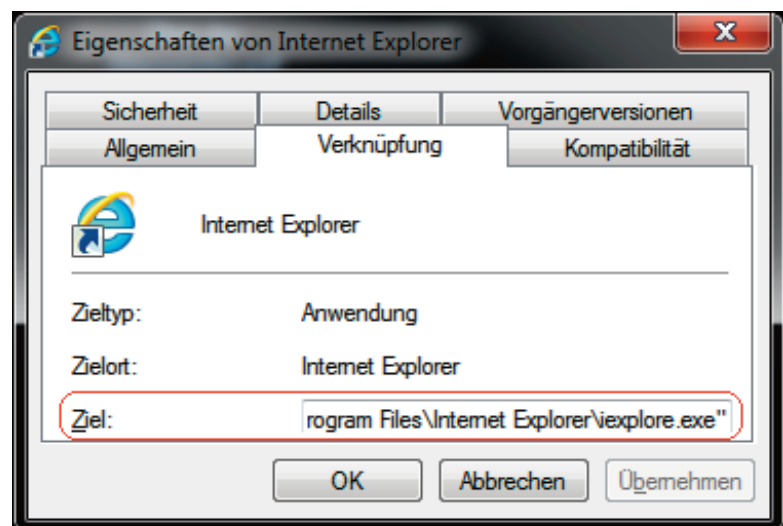 Eigenschaften von Internet Explorer
Sicherheit Details Vorgängerversionen
Allgemein Verknüpfung Kompatibilität
Internet Explorer
Zieltyp: Anwendung
Zielort: Internet Explorer
Ziel: rogram Files\Internet Explorer\iexplore.exe"
OK Abbrechen Übernehmen